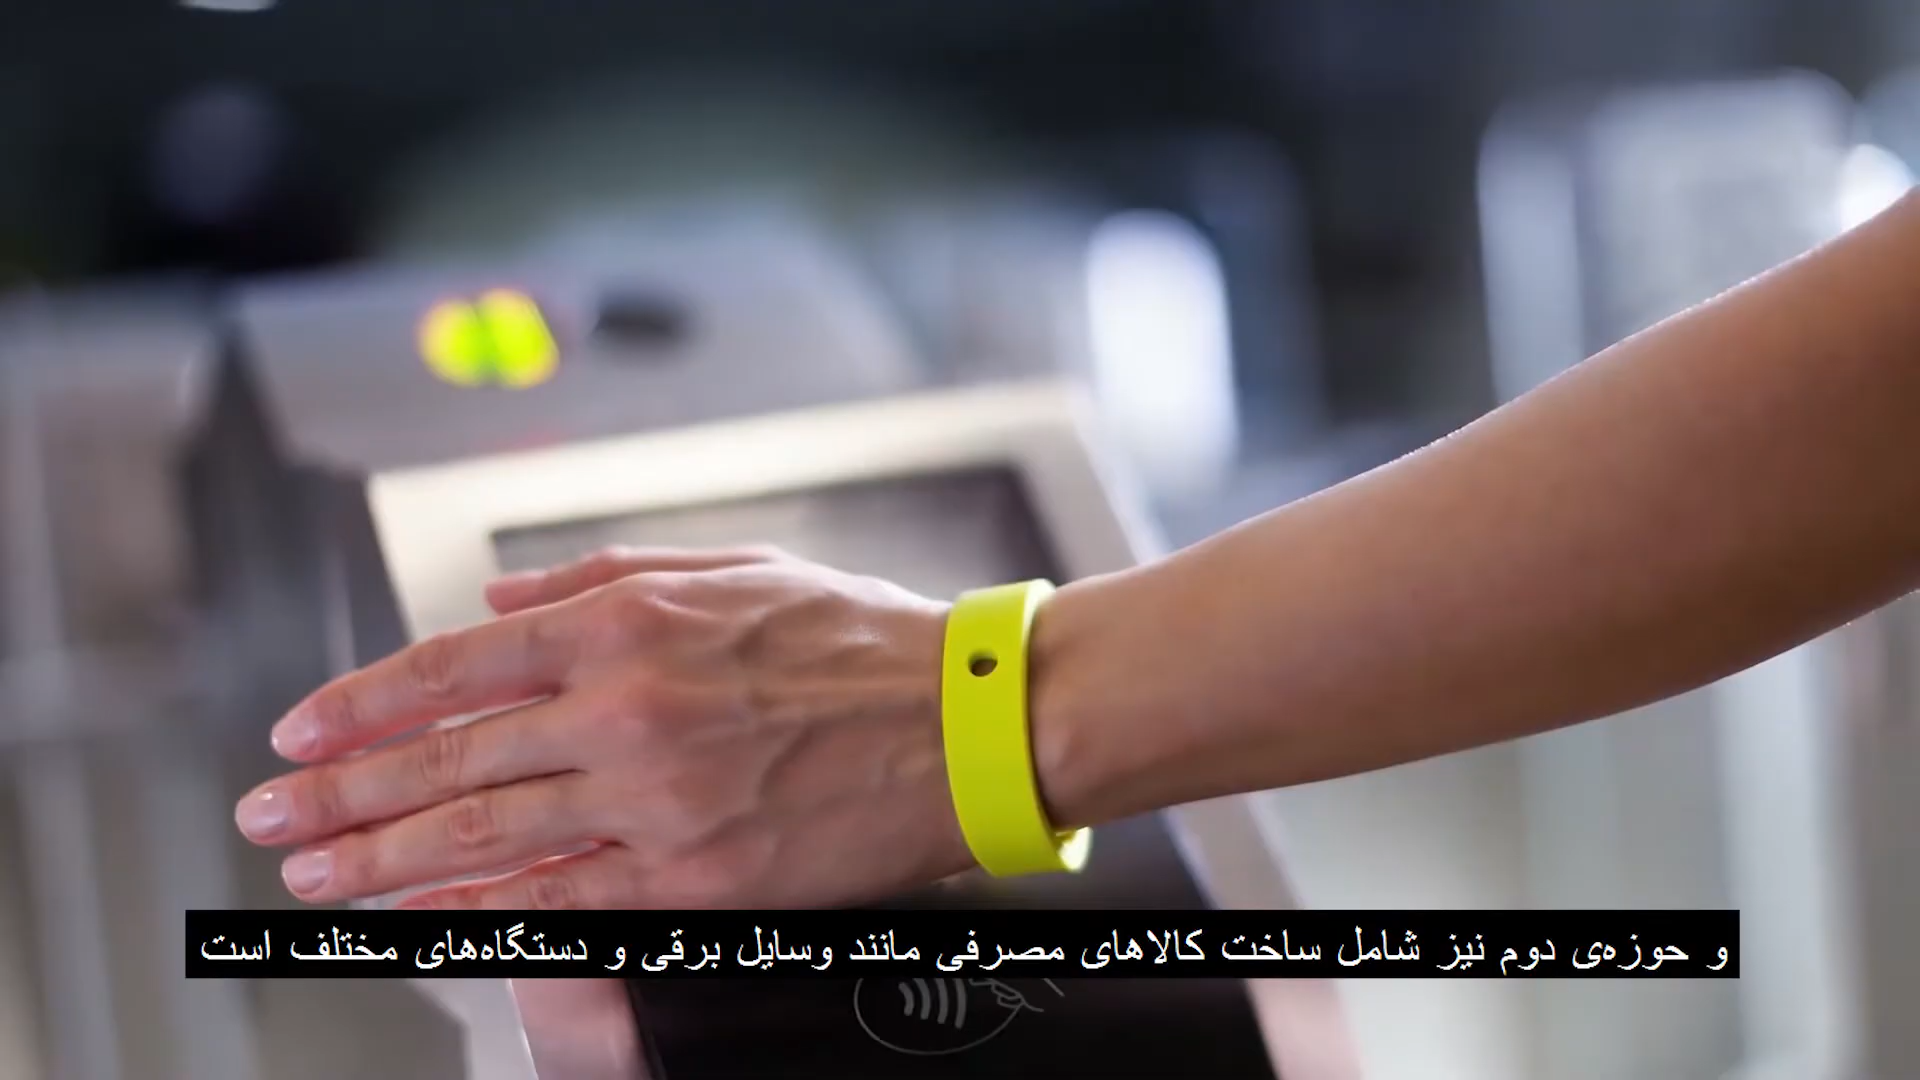 و حوزه‌ی دوم نیز شامل ساخت کالاهای مصرفی مانند وسایل برقی و دستگاه‌های مختلف است